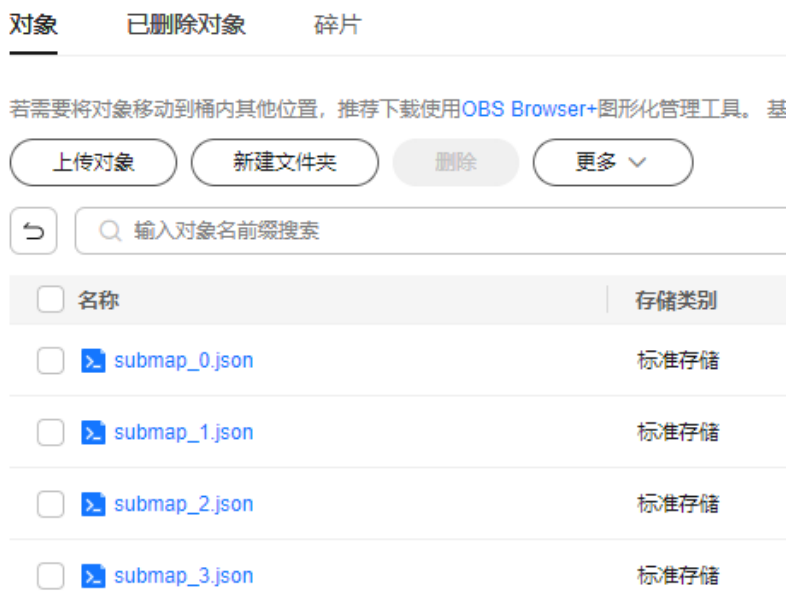 对象 已删除对象 碎片
若需要将对象移动到桶内其他位置，推荐下载使用OBS Browser+图形化管理工具。 基
上传对象 新建文件夹 删除 更多
输入对象名前缀搜索
名称 存储类别
submap_0.json 标准存储
submap_1.json 标准存储
submap_2.json 标准存储
submap_3.json 标准存储